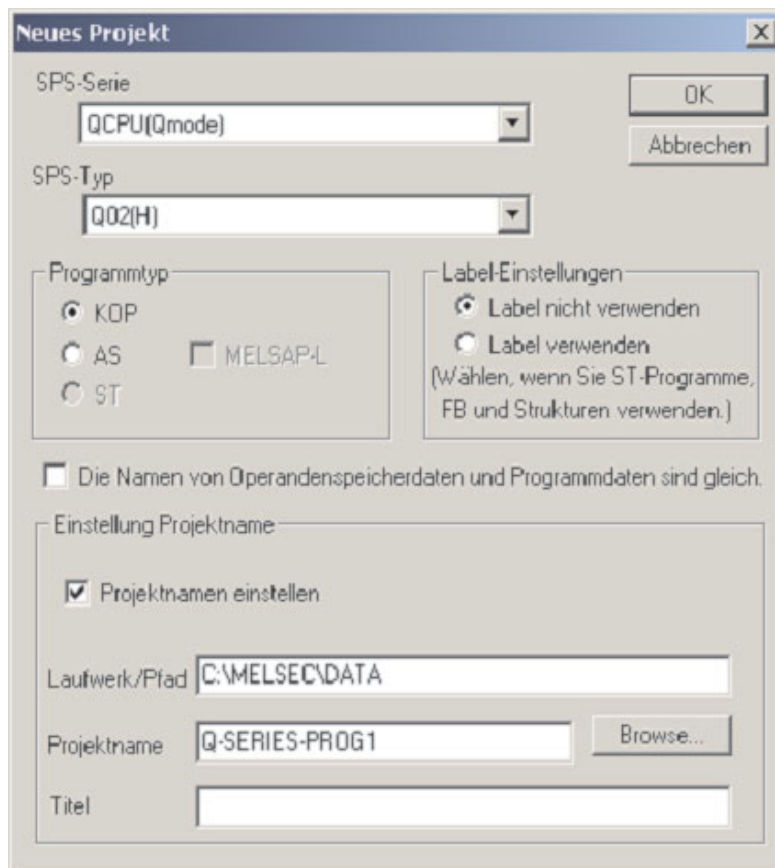 Neues Projekt
SPS-Serie
QCPU(Qmode)
OK
Abbrechen
SPS-Typ
Q02(H)
Programmtyp
KOP
AS
MELSAP-L
ST
Label-Einstellungen
Label nicht verwenden
Label verwenden
(Wählen, wenn Sie ST-Programme,
FB und Strukturen verwenden.)
Die Namen von Operandenspeicherdaten und Programmdaten sind gleich.
Einstellung Projektname
Projektnamen einstellen
Laufwerk/Pfad
C:\MELSEC\DATA
Projektname
Q-SERIES-PROG1
Browse...
Titel